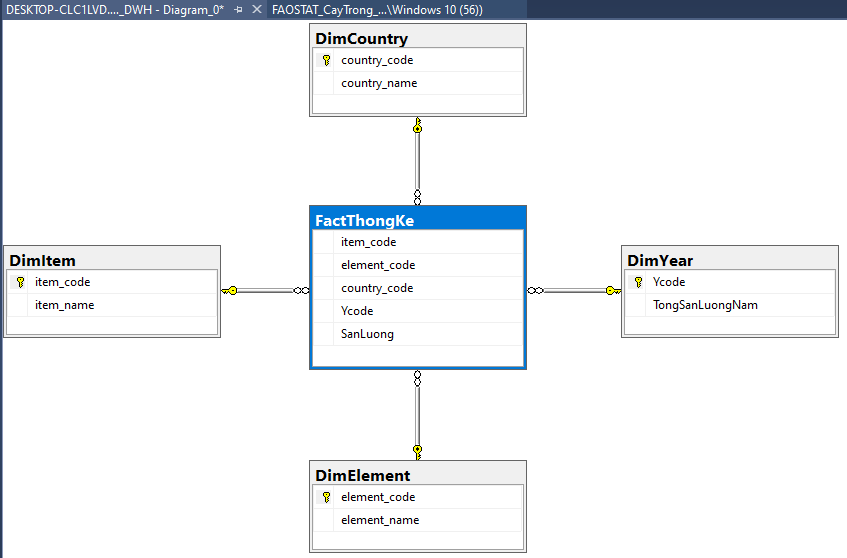 DESKTOP-CLC1LVD...._DWH - Diagram_0*
FAOSTAT_CayTrong_...\Windows 10 (56))
DimCountry
country_code
country_name
FactThongKe
item_code
element_code
country_code
Ycode
SanLuong
DimItem
item_code
item_name
DimYear
Ycode
TongSanLuongNam
DimElement
element_code
element_name